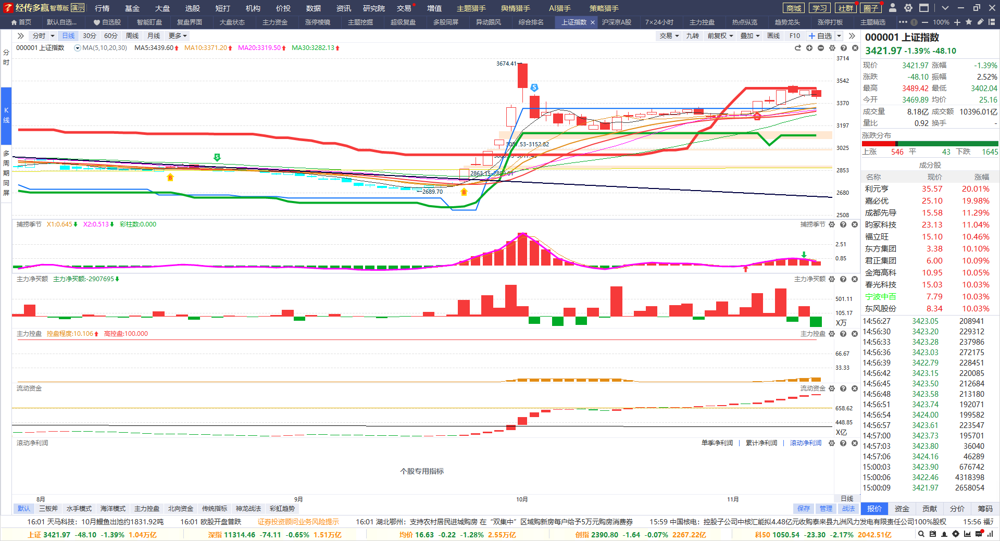 经传多赢 智尊版 演示 行情 基金 大盘 选股 短打 机构 价投 数据 资讯 研究院 交易 增值 主题猎手 舆情猎手 AI猎手 策略猎手 商城 学习 社群 圈子
首页 默认自选... 自选股 智能盯盘 复盘界面 大盘状态 主力资金 涨停棱镜 主题挖掘 超级复盘 多股同屏 异动跟风 综合排名 上证指数 沪深京A股 7×24小时 主力控盘 热点纵览 趋势龙头 涨停打板 主题精选 100%
分时 日线 30分 60分 周线 月线 更多 交易 九转 前复权 叠加 画线 F10 自选
000001 上证指数 MA(5,10,20,30) MA5:3439.60 MA10:3371.20 MA20:3319.50 MA30:3282.13
分时
K线
多周期同屏
3714
3542
3370
3197
3025
2853
2680
2508
3674.41
S
S
B
B
3087.53-3152.82
2863.15-2889.01
2689.70
捕捞季节 X1:0.645 X2:0.513 彩柱数:0.000 捕捞季节
2.51
0.85
主力净买额 主力净买额:-2907695 主力净买额
501.11
105.17
X万
主力控盘 控盘程度:10.106 高控盘:100.000 主力控盘
66.67
33.33
流动资金 流动资金
658.62
448.85
X亿
滚动净利润 单季净利润 | 累计净利润 | 滚动净利润
个股专用指标
8月 9月 10月 11月 日线
默认 三板斧 水手模式 海洋模式 主力控盘 北向资金 传统指标 神龙战法 彩虹趋势 保存 管理 战法
000001 上证指数
3421.97 -1.39% -48.10
现价 3421.97 涨幅 -1.39%
涨跌 -48.10 振幅 2.52%
最高 3489.42 最低 3402.04
今开 3469.89 均价 25.16
成交量 8.18亿 成交额 10396.01亿
量比 0.92 换手 -
涨跌分布
上涨 546 平 43 下跌 1645
成分股
名称 现价 涨幅
利元亨 35.57 20.01%
嘉必优 25.10 19.98%
成都先导 15.58 11.29%
昀冢科技 23.13 11.04%
福立旺 15.10 10.46%
东方集团 3.38 10.10%
君正集团 6.00 10.09%
金海高科 10.95 10.05%
春光科技 15.03 10.03%
宁波中百 7.79 10.03%
东风股份 8.34 10.03%
14:56:27 3423.05 208941
14:56:30 3423.20 229312
14:56:33 3423.28 237986
14:56:36 3423.03 272175
14:56:39 3422.79 228451
14:56:42 3423.15 220085
14:56:45 3423.50 212684
14:56:48 3423.58 213180
14:56:51 3423.74 192071
14:56:54 3424.00 199582
14:56:57 3423.61 223547
14:57:00 3423.73 195701
14:57:03 3423.80 36040
14:57:06 3424.16 46289
15:00:03 3423.90 676742
15:00:06 3422.46 4318398
15:00:09 3421.97 2658054
报价 资金 贡献 分价 筹码
16:01 天马科技：10月鳗鱼出池约1831.92吨 16:01 欧股开盘普跌 证券投资顾问业务风险提示 16:01 湖北鄂州：支持农村居民进城购房 在“双集中”区域购新房每户给予5万元购房消费券 15:59 中国核电：控股子公司中核汇能拟4.48亿元收购泰来县九洲风力发电有限责任公司100%股权 15:56 福元
上证 3421.97 -48.10 -1.39% 1.04万亿 深指 11314.46 -74.11 -0.65% 1.51万亿 均价 16.63 -0.22 -1.28% 2.55万亿 创指 2390.80 -1.64 -0.07% 2267.22亿 科50 1050.54 -23.30 -2.17% 2042.51亿